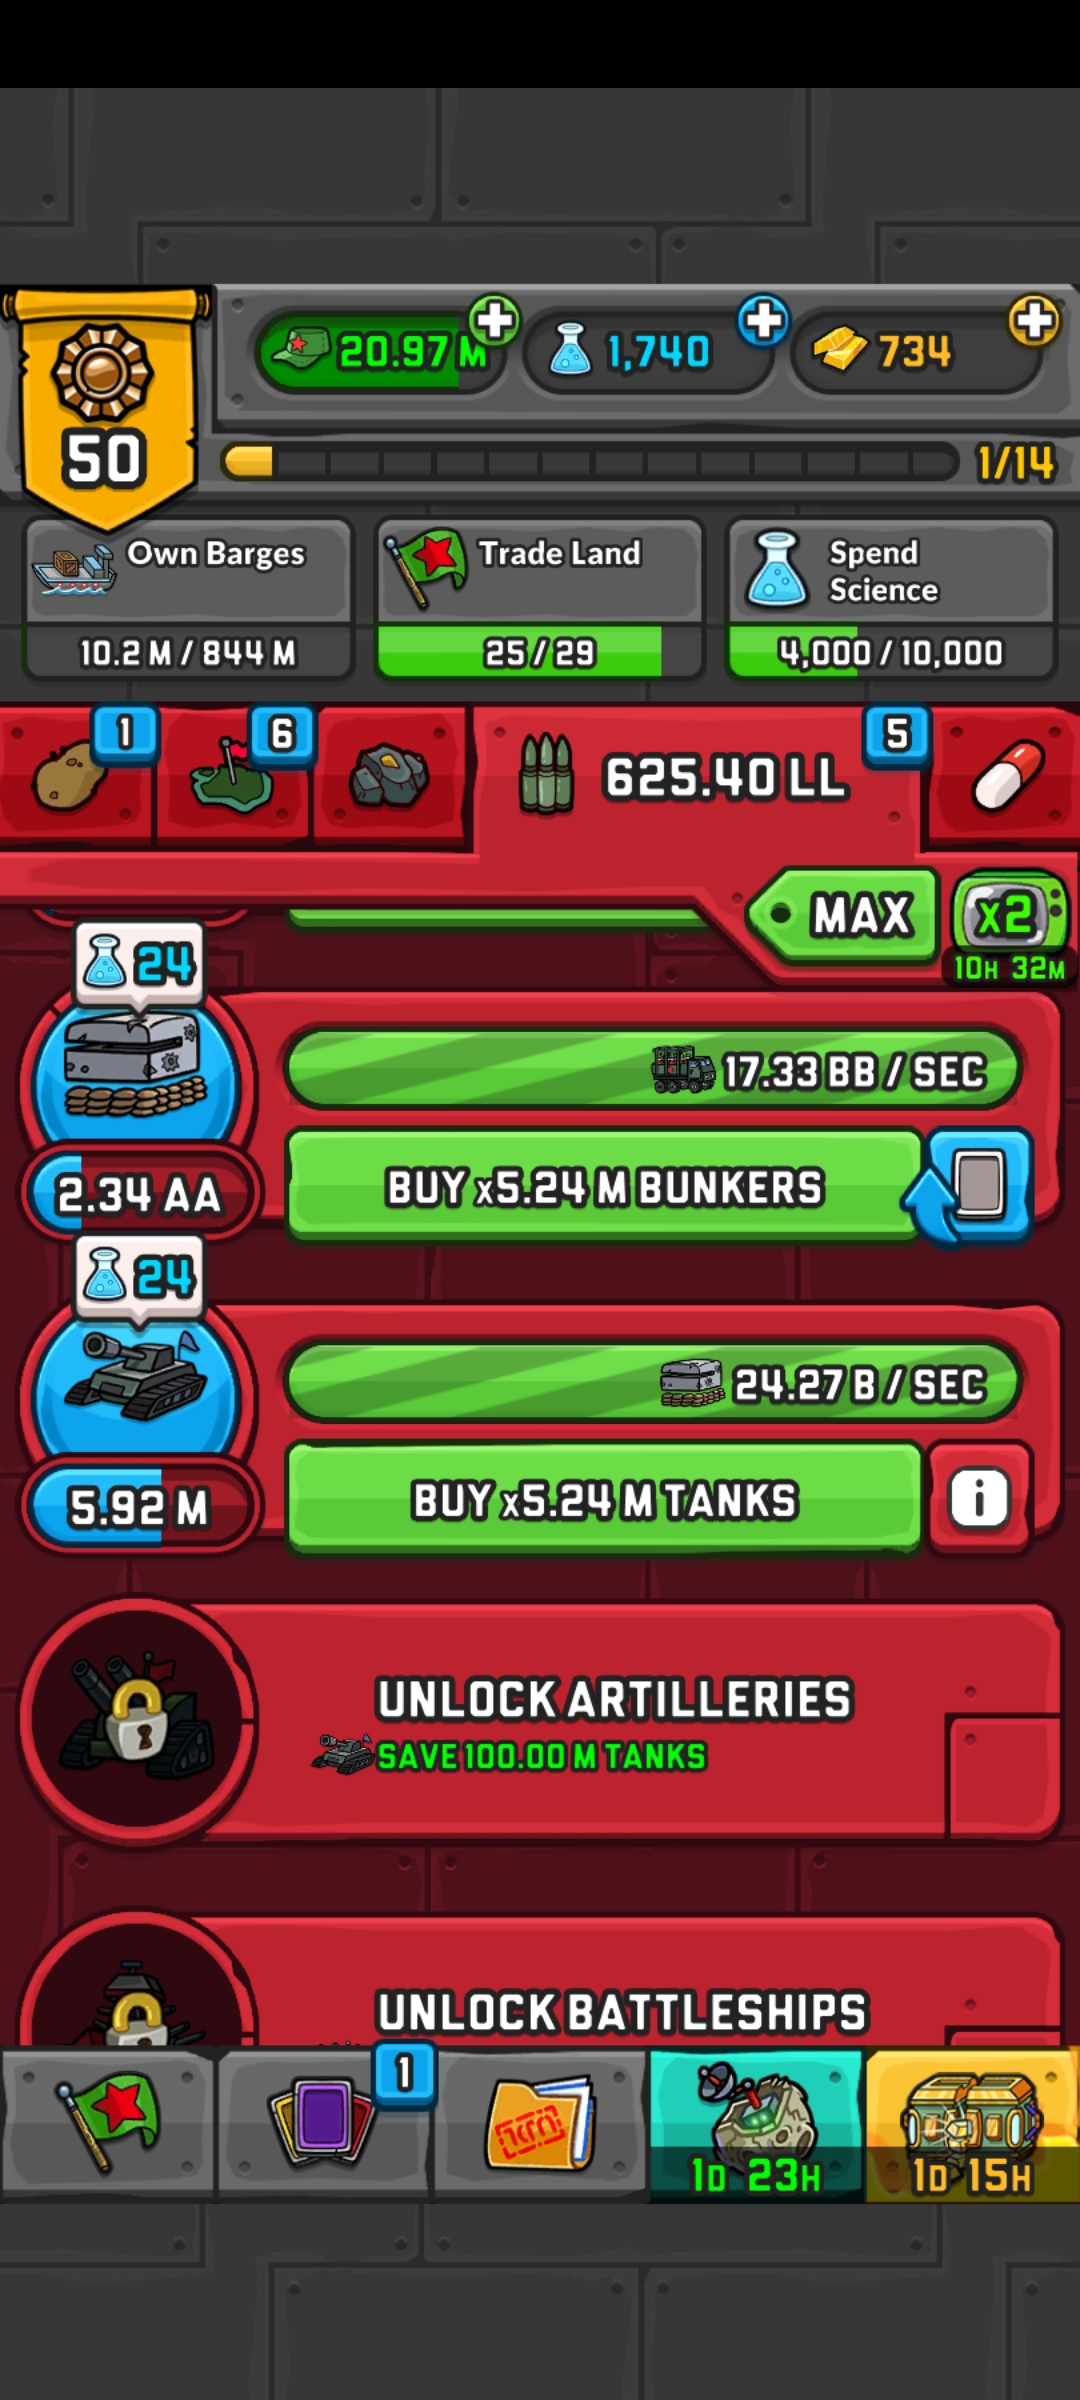 50
20.97 M
1,740
734
1/14
Own Barges
10.2 M / 844 M
Trade Land
25 / 29
Spend
Science
4,000 / 10,000
1
6
625.40 LL
5
MAX
x2
10H 32M
24
17.33 BB / SEC
2.34 AA
BUY x5.24 M BUNKERS
24
24.27 B / SEC
5.92 M
BUY x5.24 M TANKS
i
UNLOCK ARTILLERIES
SAVE 100.00 M TANKS
UNLOCK BATTLESHIPS
1
1D 23H
1D 15H